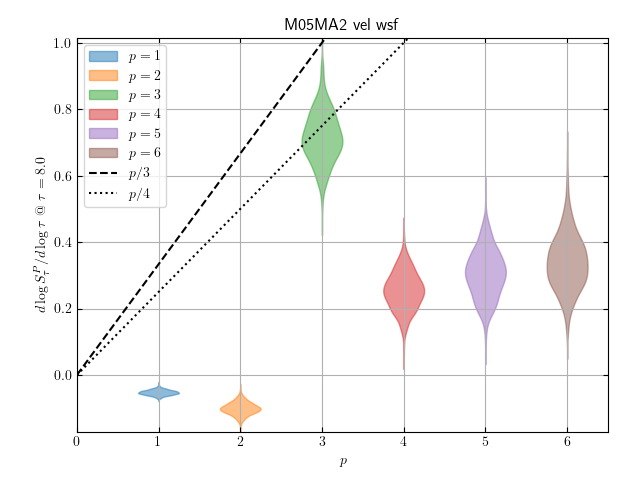 M05MA2 vel wsf
d log S_τ^P / d log τ @ τ = 8.0
1.0
0.8
0.6
0.4
0.2
0.0
p = 1
p = 2
p = 3
p = 4
p = 5
p = 6
p/3
p/4
0 1 2 3 4 5 6
p